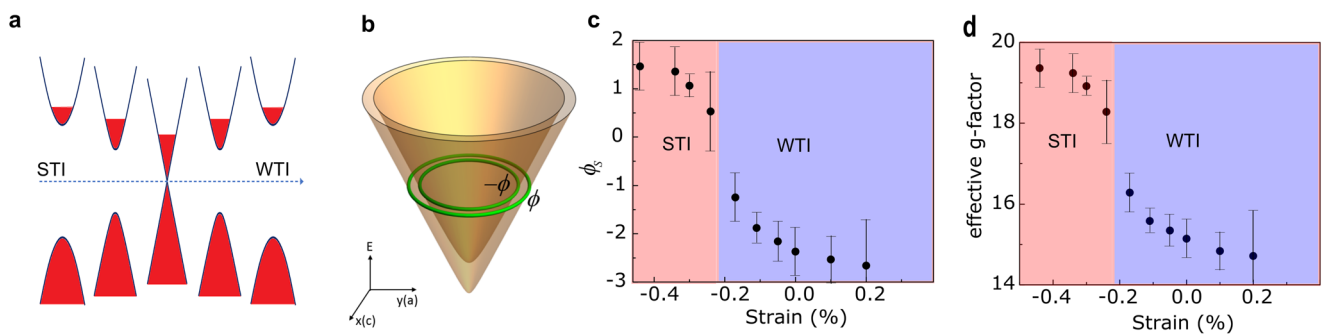 a
STI
WTI
b
−ϕ
ϕ
E
y(a)
x(c)
c
2
1
0
-1
-2
-3
ϕs
STI
WTI
-0.4
-0.2
0.0
0.2
Strain (%)
d
20
18
16
14
effective g-factor
STI
WTI
-0.4
-0.2
0.0
0.2
Strain (%)